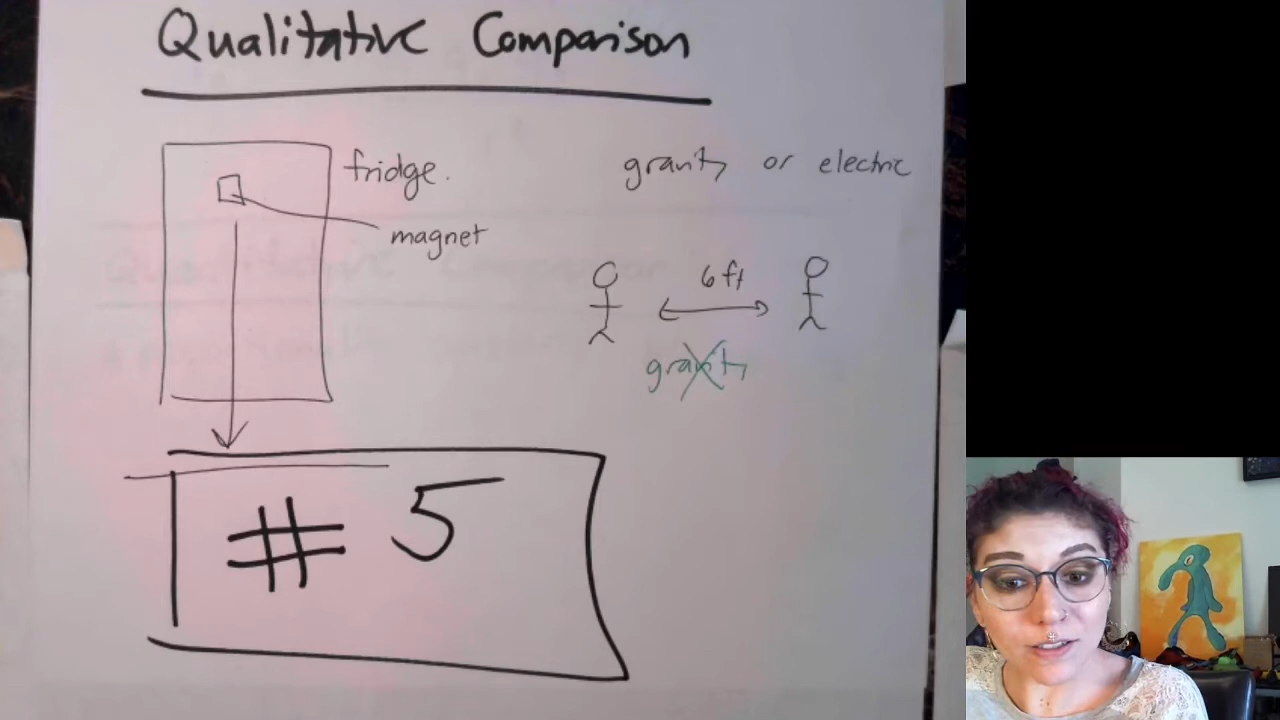 Qualitative Comparison
fridge.
magnet
gravity or electric
6 ft
gravity
# 5